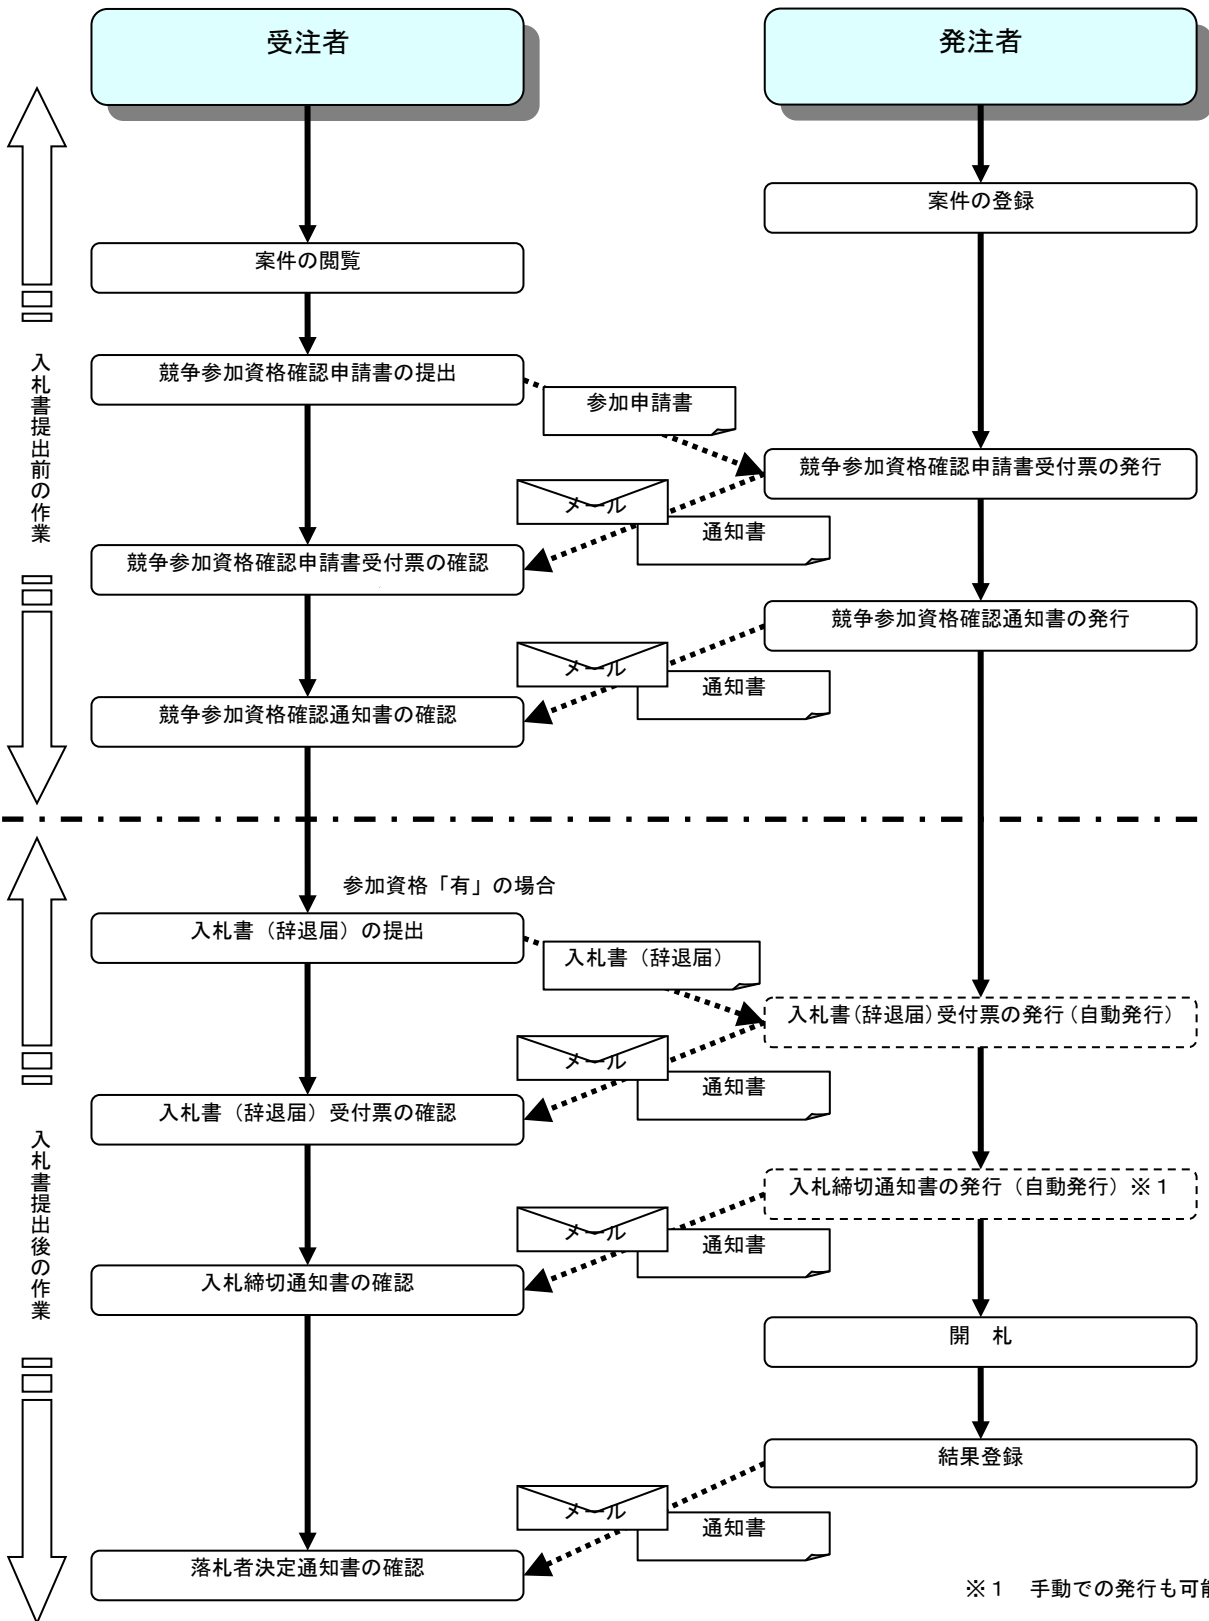 受注者
発注者
案件の登録
案件の閲覧
競争参加資格確認申請書の提出
参加申請書
競争参加資格確認申請書受付票の発行
メール
通知書
競争参加資格確認申請書受付票の確認
競争参加資格確認通知書の発行
メール
通知書
競争参加資格確認通知書の確認
入札書提出前の作業
参加資格「有」の場合
入札書（辞退届）の提出
入札書（辞退届）
入札書（辞退届）受付票の発行（自動発行）
メール
通知書
入札書（辞退届）受付票の確認
入札締切通知書の発行（自動発行）※１
メール
通知書
入札締切通知書の確認
開　札
結果登録
メール
通知書
落札者決定通知書の確認
入札書提出後の作業
※１　手動での発行も可能